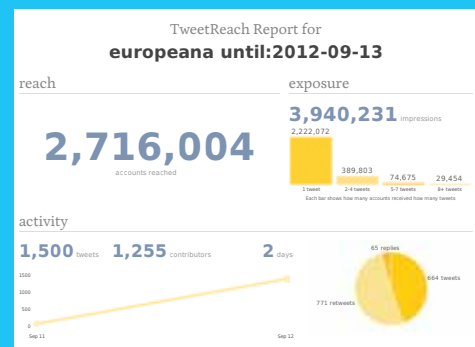 TweetReach Report for
europeana until:2012-09-13
reach
2,716,004
accounts reached
exposure
3,940,231 impressions
2,222,072
389,803
74,675
29,454
1 tweet
2-4 tweets
5-7 tweets
8+ tweets
Each bar shows how many accounts received how many tweets
activity
1,500 tweets
1,255 contributors
2 days
1500
1000
500
0
Sep 11
Sep 12
65 replies
664 tweets
771 retweets